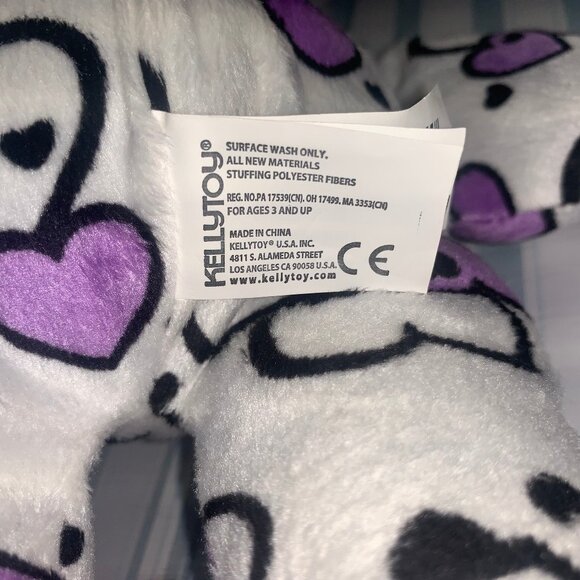 KELLYTOY®
SURFACE WASH ONLY.
ALL NEW MATERIALS
STUFFING POLYESTER FIBERS
REG. NO.PA 17539(CN). OH 17499. MA 3353(CN)
FOR AGES 3 AND UP
MADE IN CHINA
KELLYTOY® U.S.A. INC.
4811 S. ALAMEDA STREET
LOS ANGELES CA 90058 U.S.A.
www.kellytoy.com
CE